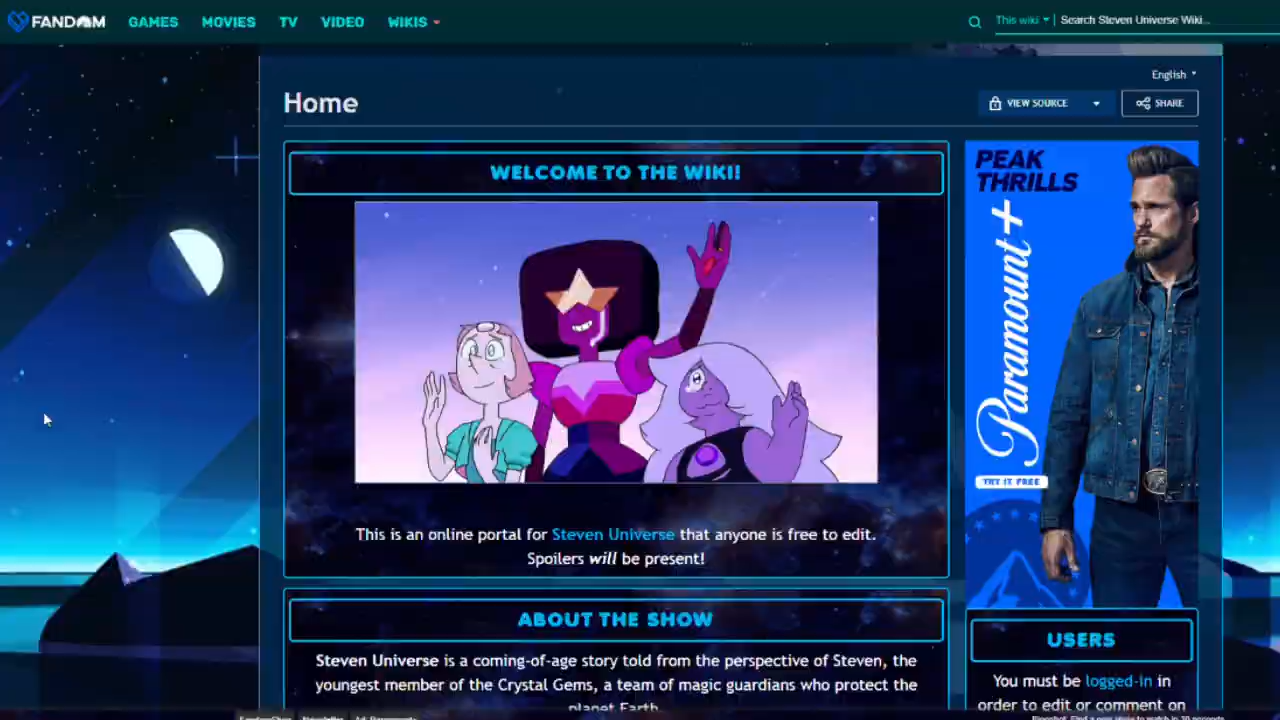 FANDOM GAMES MOVIES TV VIDEO WIKIS This wiki Search Steven Universe Wiki...
English
Home
VIEW SOURCE SHARE
WELCOME TO THE WIKI!
PEAK
THRILLS
Paramount+
TRY IT FREE
This is an online portal for Steven Universe that anyone is free to edit.
Spoilers will be present!
ABOUT THE SHOW
Steven Universe is a coming-of-age story told from the perspective of Steven, the
youngest member of the Crystal Gems, a team of magic guardians who protect the
planet Earth.
USERS
You must be logged-in in
order to edit or comment on